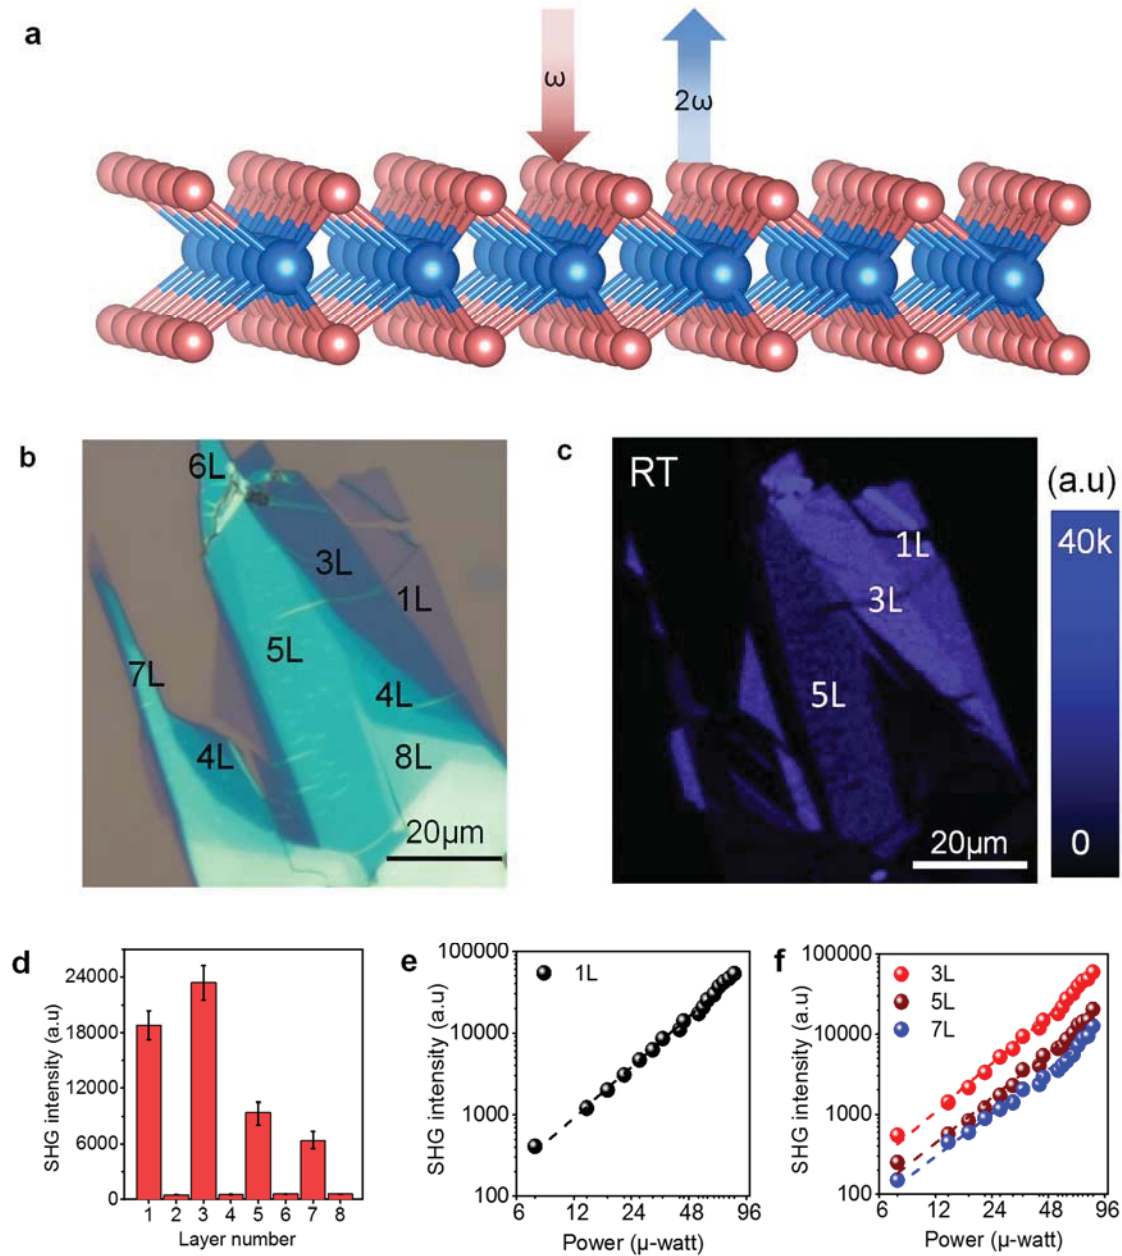 a
ω
2ω
b
6L
3L
1L
5L
7L
4L
4L
8L
20μm
c
RT
1L
3L
5L
20μm
(a.u)
40k
0
d
SHG intensity (a.u)
24000
18000
12000
6000
0
1 2 3 4 5 6 7 8
Layer number
e
1L
SHG intensity (a.u)
100000
10000
1000
100
6 12 24 48 96
Power (μ-watt)
f
3L
5L
7L
SHG intensity (a.u)
100000
10000
1000
100
6 12 24 48 96
Power (μ-watt)